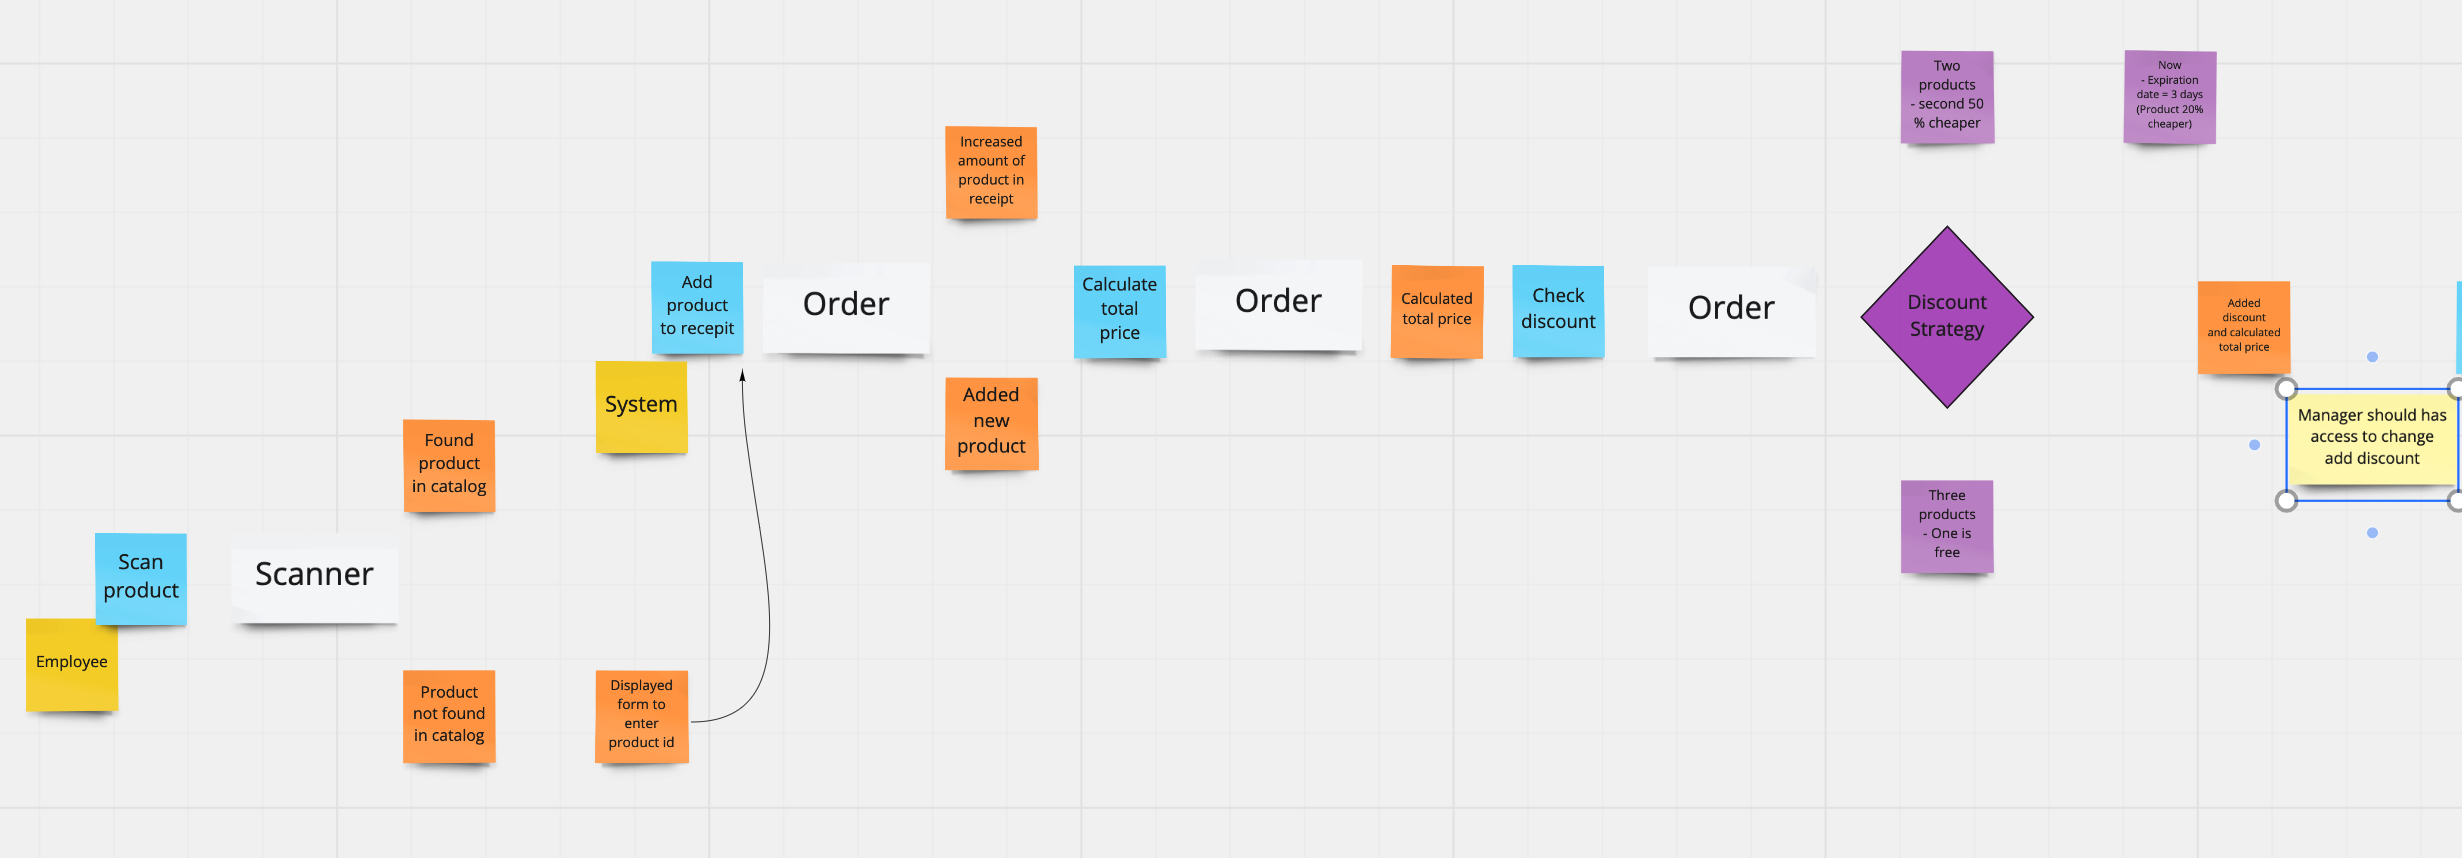 Two
products
- second 50
% cheaper
Now
- Expiration
date = 3 days
(Product 20%
cheaper)
Increased
amount of
product in
receipt
Add
product
to recepit
Order
Calculate
total
price
Order
Calculated
total price
Check
discount
Order
Discount
Strategy
Added
discount
and calculated
total price
System
Added
new
product
Manager should has
access to change
add discount
Found
product
in catalog
Three
products
- One is
free
Scan
product
Scanner
Employee
Product
not found
in catalog
Displayed
form to
enter
product id